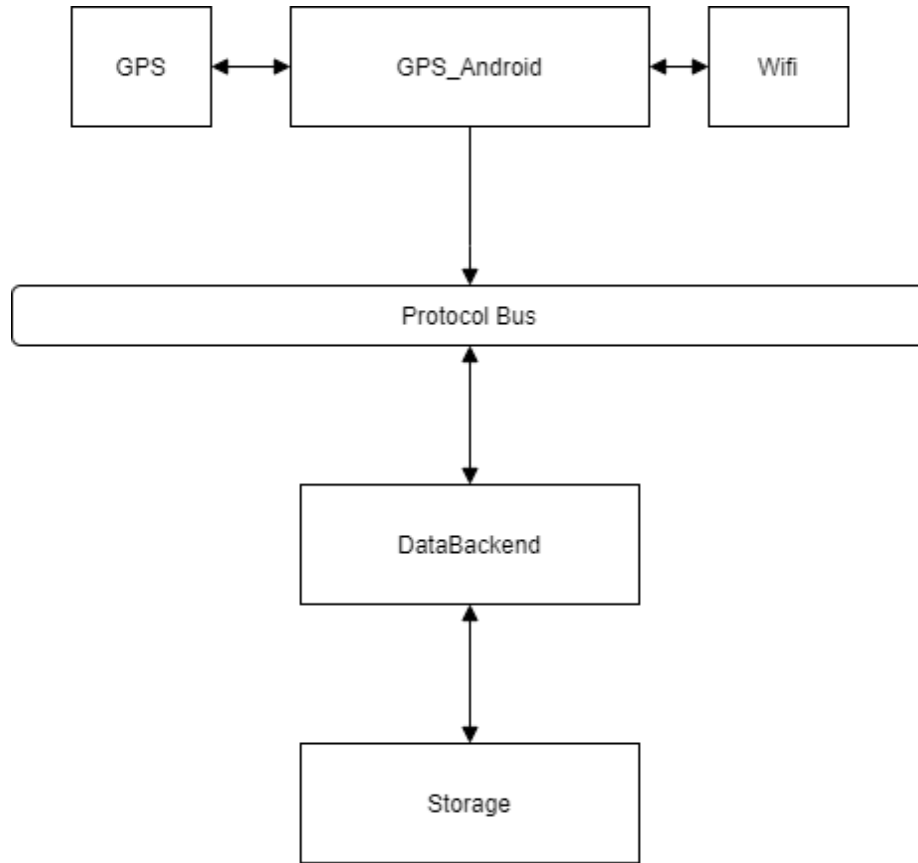 GPS
GPS_Android
Wifi
Protocol Bus
DataBackend
Storage